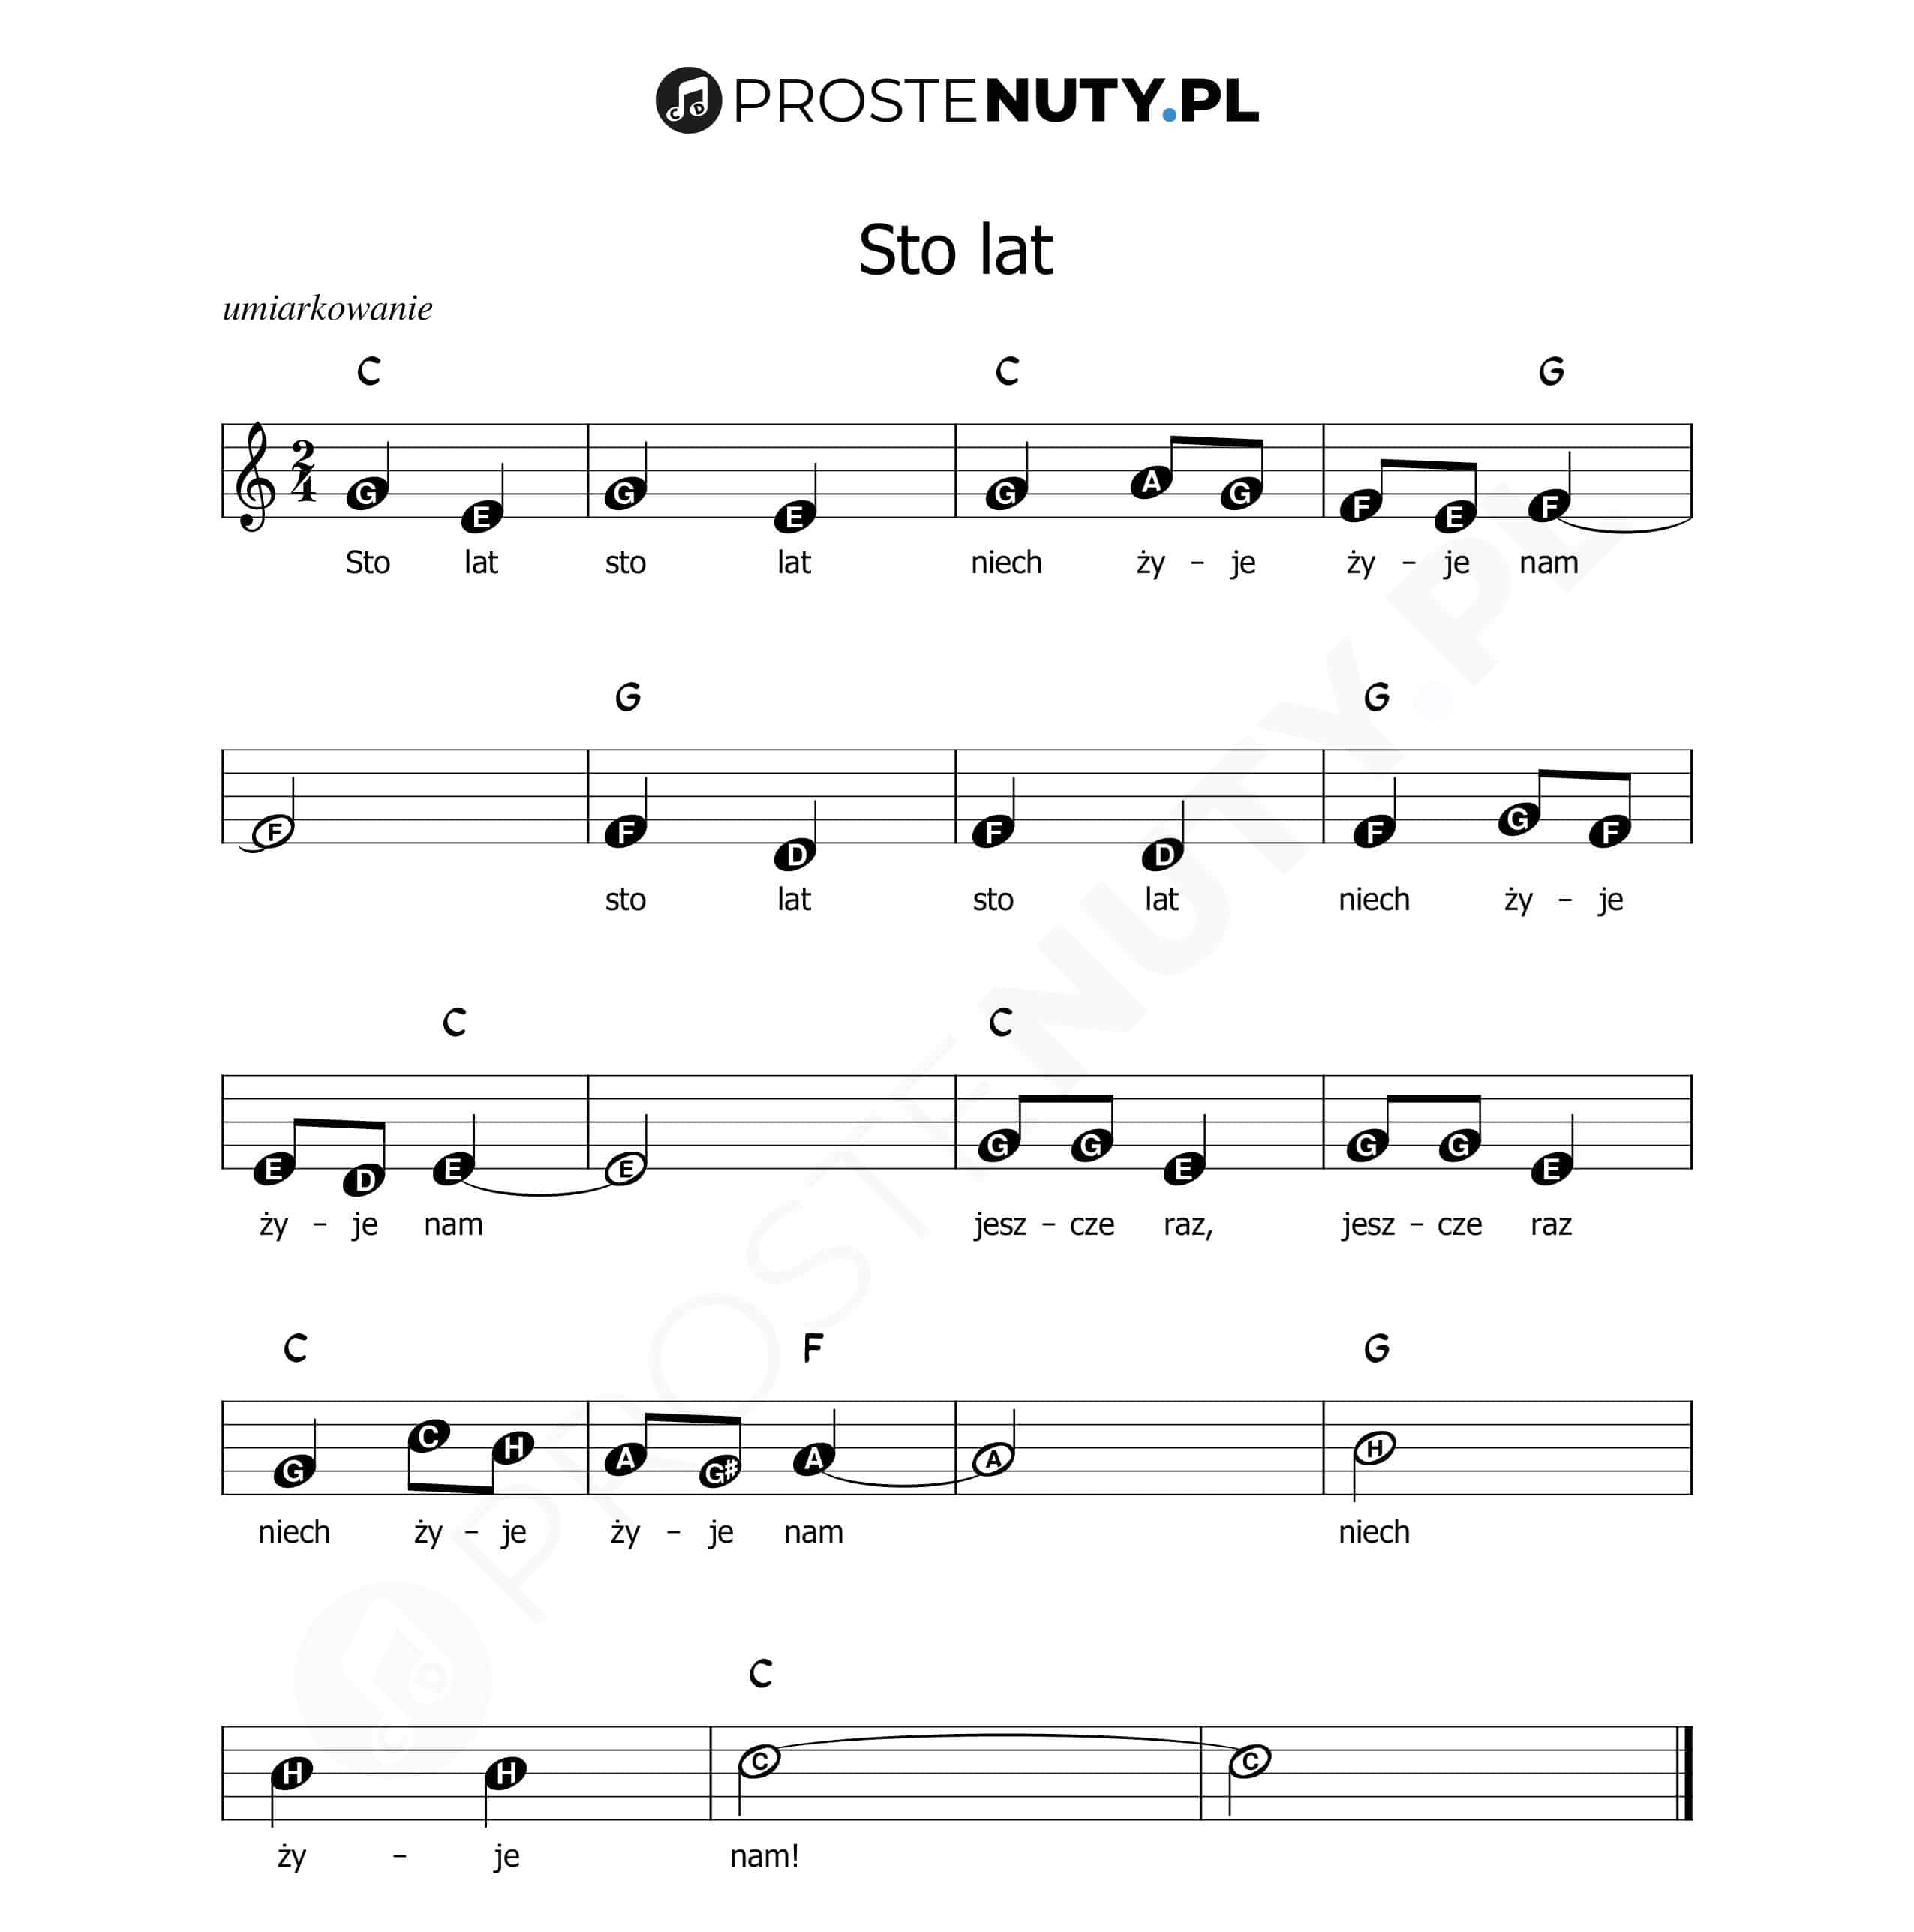 PROSTENUTY.PL
Sto lat
umiarkowanie
C C G
2
4
G E G E G A G F E F
Sto lat sto lat niech ży – je ży – je nam
G G
F F D F D F G F
sto lat sto lat niech ży – je
C C
E D E E G G E G G E
ży – je nam jesz – cze raz, jesz – cze raz
C F G
G C H A G# A A H
niech ży – je ży – je nam niech
C
H H C C
ży – je nam!
PROSTENUTY.PL